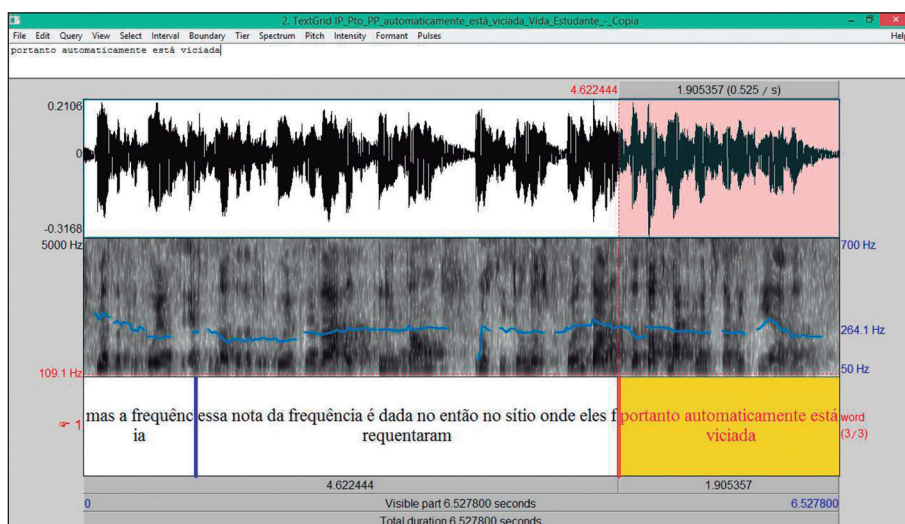 2. TextGrid IP_Pto_PP_automaticamente_está_viciada_Vida_Estudante_-_Copia
File Edit Query View Select Interval Boundary Tier Spectrum Pitch Intensity Formant Pulses Help
portanto automaticamente está viciada
4.622444 1.905357 (0.525 / s)
0.2106
0
-0.3168
5000 Hz 700 Hz
264.1 Hz
109.1 Hz 50 Hz
mas a frequênc essa nota da frequência é dada no então no sítio onde eles f portanto automaticamente está word
1 ia requentaram viciada (3/3)
4.622444 1.905357
0 Visible part 6.527800 seconds 6.527800
Total duration 6.527800 seconds